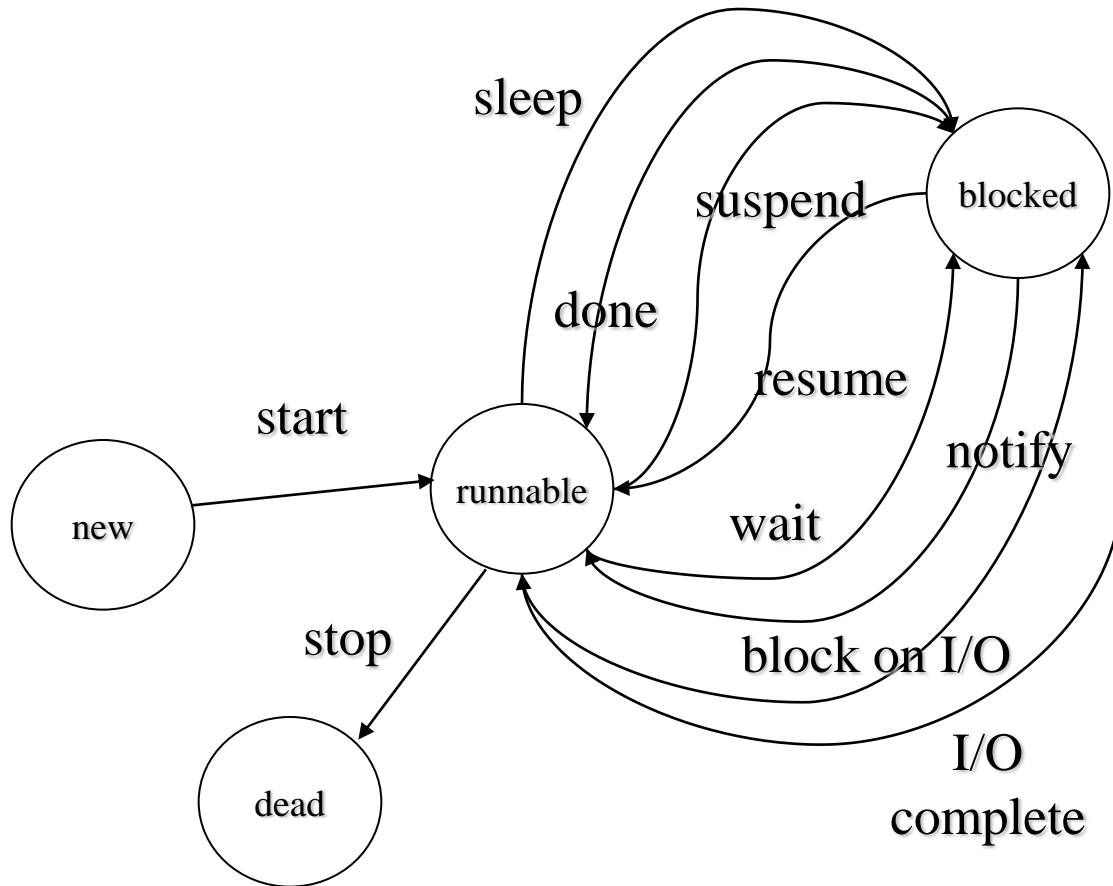 sleep
blocked
suspend
done
resume
start
notify
runnable
new
wait
stop
block on I/O
I/O
complete
dead